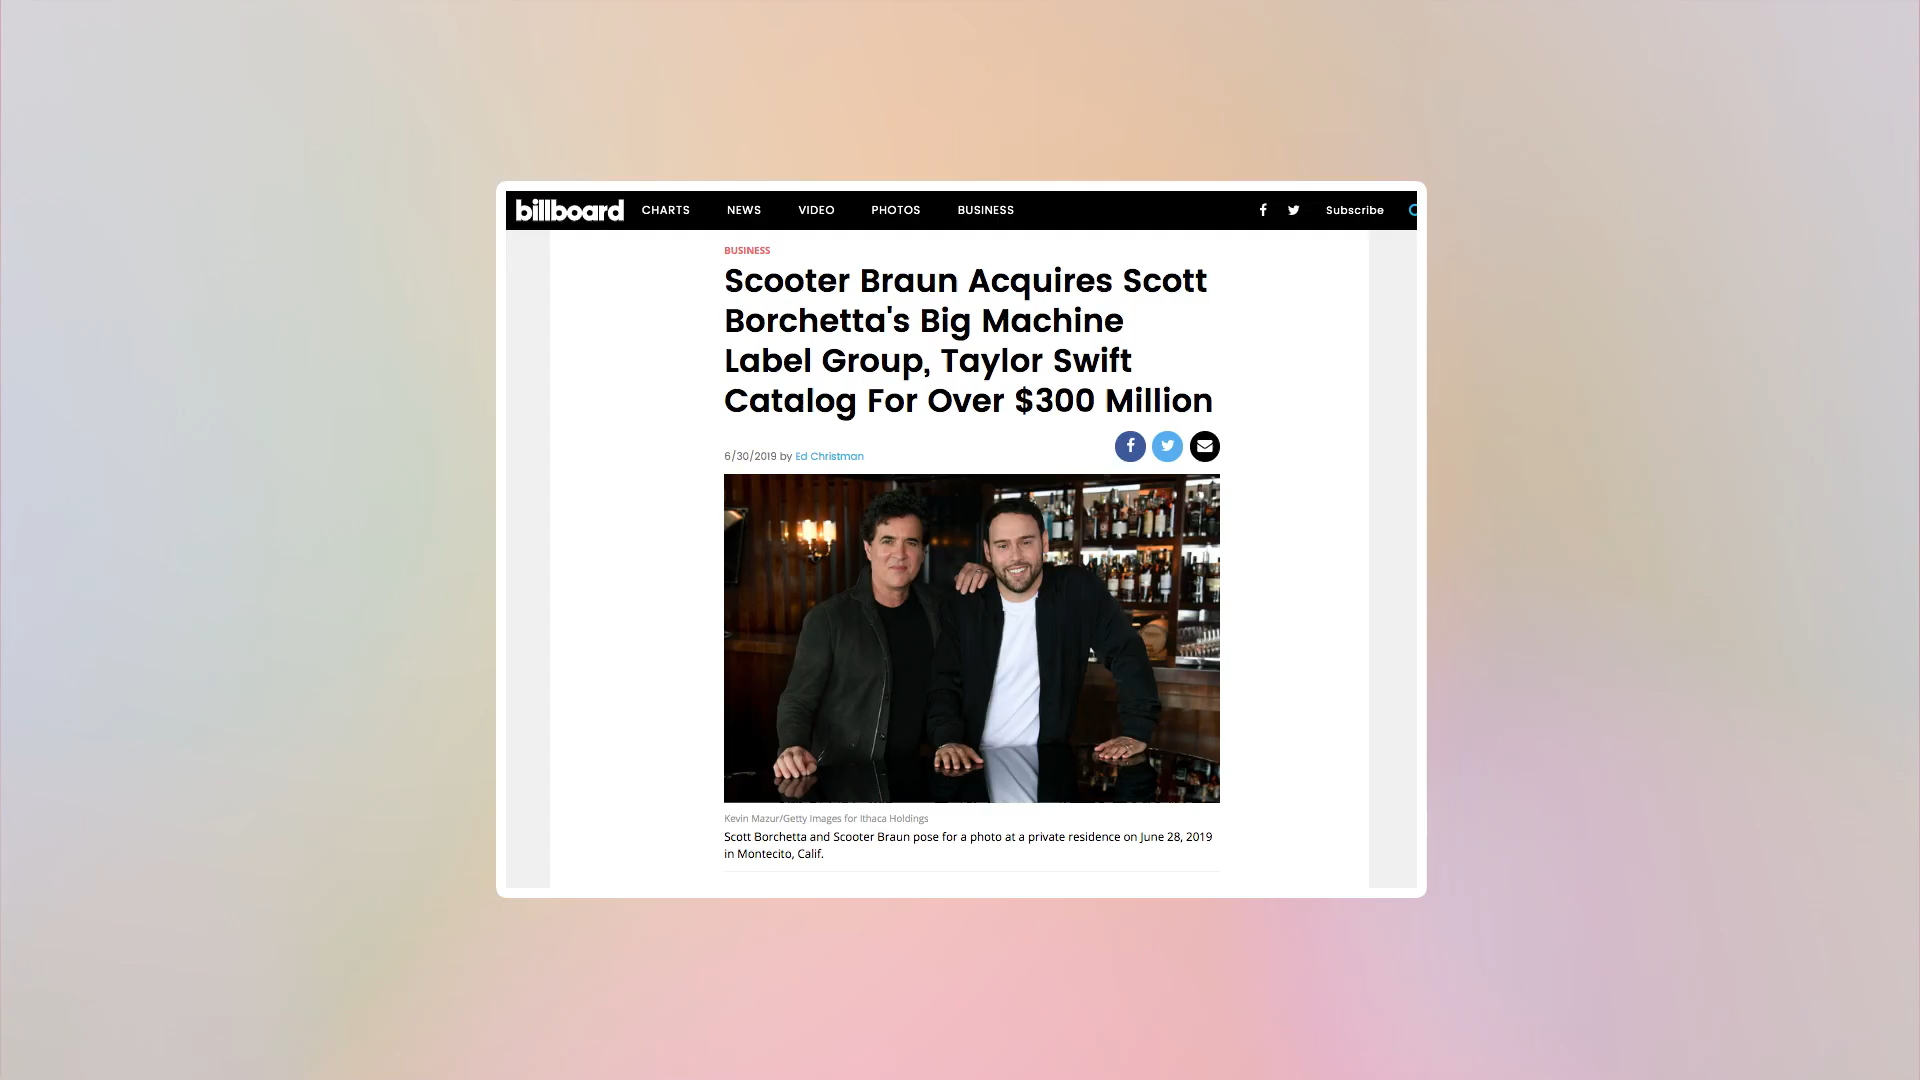 billboard CHARTS NEWS VIDEO PHOTOS BUSINESS Subscribe
BUSINESS
Scooter Braun Acquires Scott
Borchetta's Big Machine
Label Group, Taylor Swift
Catalog For Over $300 Million
6/30/2019 by Ed Christman
Kevin Mazur/Getty Images for Ithaca Holdings
Scott Borchetta and Scooter Braun pose for a photo at a private residence on June 28, 2019
in Montecito, Calif.